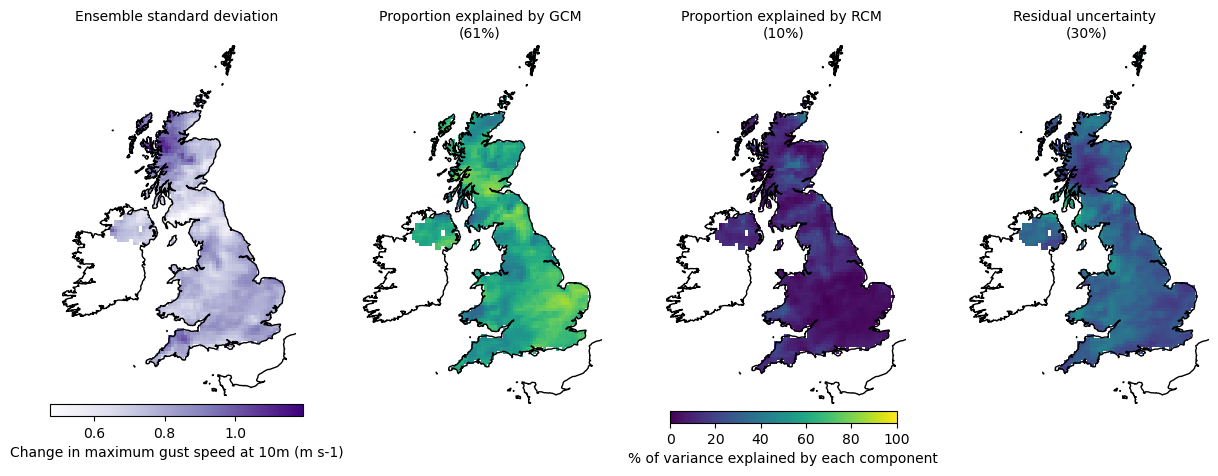 Ensemble standard deviation
Proportion explained by GCM
(61%)
Proportion explained by RCM
(10%)
Residual uncertainty
(30%)
0.6 0.8 1.0
Change in maximum gust speed at 10m (m s-1)
0 20 40 60 80 100
% of variance explained by each component